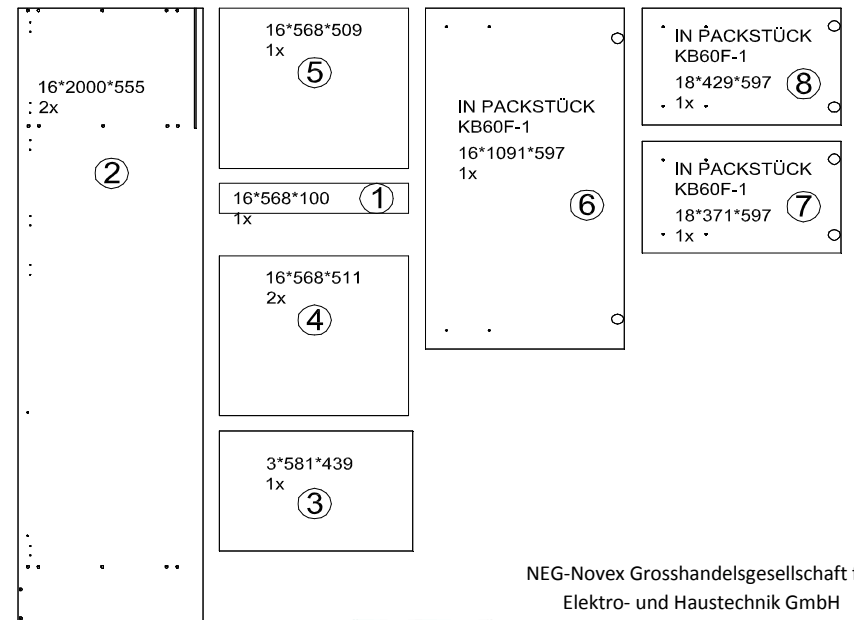 16*2000*555
2x
2
16*568*509
1x
5
16*568*100
1x
1
16*568*511
2x
4
3*581*439
1x
3
IN PACKSTÜCK
KB60F-1
16*1091*597
1x
6
IN PACKSTÜCK
KB60F-1
18*429*597
1x
8
IN PACKSTÜCK
KB60F-1
18*371*597
1x
7
NEG-Novex Grosshandelsgesellschaft
Elektro- und Haustechnik GmbH